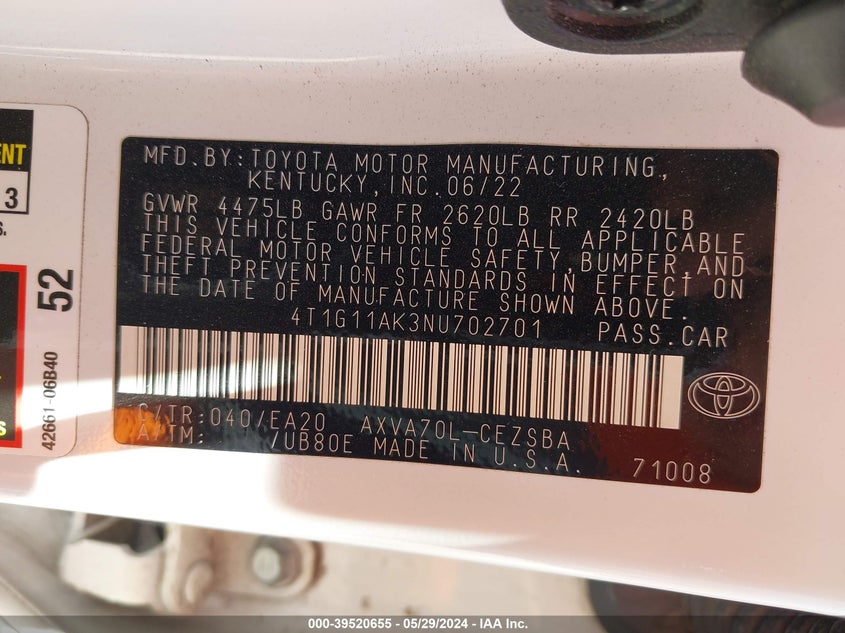 ENT
3
S.
52
42661-06B40
S
MFD.BY:TOYOTA MOTOR MANUFACTURING,
KENTUCKY,INC.06/22
GVWR 4475LB GAWR FR 2620LB RR 2420LB
THIS VEHICLE CONFORMS TO ALL APPLICABLE
FEDERAL MOTOR VEHICLE SAFETY,BUMPER,AND
THEFT PREVENTION STANDARDS IN EFFECT ON
THE DATE OF MANUFACTURE SHOWN ABOVE.
4T1G11AK3NU702701 PASS.CAR
C/TR:040/EA20 AXVA70L-CEZSBA
A/TM: /UB80E MADE IN U.S.A. 71008
000-39520655 - 05/29/2024 - IAA Inc.